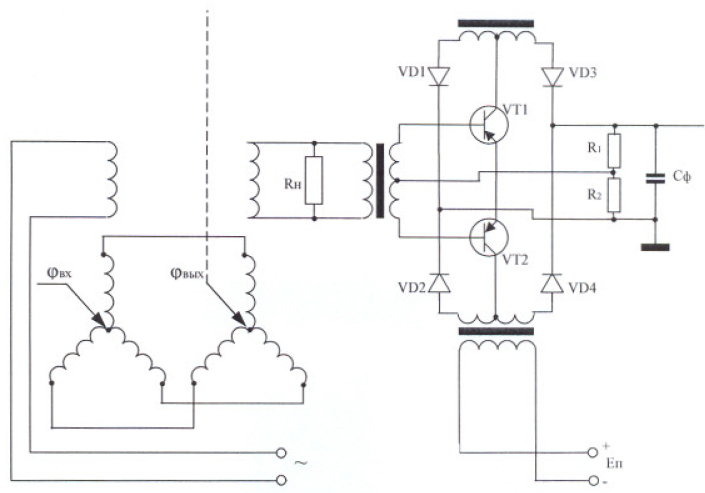 VD1
VD3
VT1
R1
Rн
Cф
R2
φвх
φвых
VT2
VD2
VD4
+
Eп
~
-